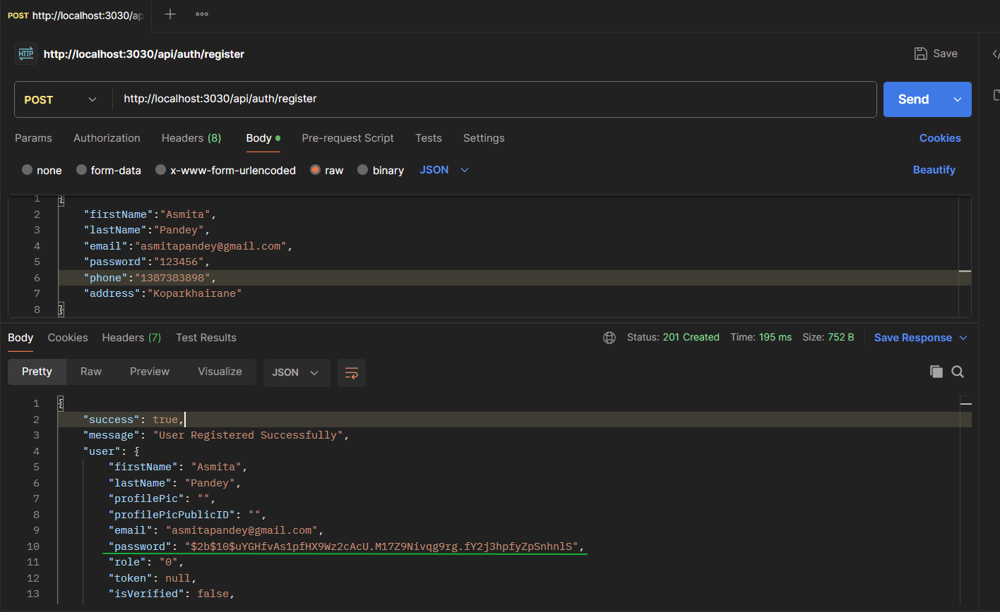 POST http://localhost:3030/ap
http://localhost:3030/api/auth/register
Save
POST http://localhost:3030/api/auth/register Send
Params Authorization Headers (8) Body Pre-request Script Tests Settings Cookies
none form-data x-www-form-urlencoded raw binary JSON Beautify
1 {
2 "firstName":"Asmita",
3 "lastName":"Pandey",
4 "email":"asmitapandey@gmail.com",
5 "password":"123456",
6 "phone":"1387383898",
7 "address":"Koparkhairane"
8 }
Body Cookies Headers (7) Test Results Status: 201 Created Time: 195 ms Size: 752 B Save Response
Pretty Raw Preview Visualize JSON
1 {
2 "success": true,
3 "message": "User Registered Successfully",
4 "user": {
5 "firstName": "Asmita",
6 "lastName": "Pandey",
7 "profilePic": "",
8 "profilePicPublicID": "",
9 "email": "asmitapandey@gmail.com",
10 "password": "$2b$10$uYGHfvAs1pfHX9Wz2cAcU.M17Z9Nivqg9rg.fY2j3hpfyZpSnhnlS",
11 "role": "0",
12 "token": null,
13 "isVerified": false,